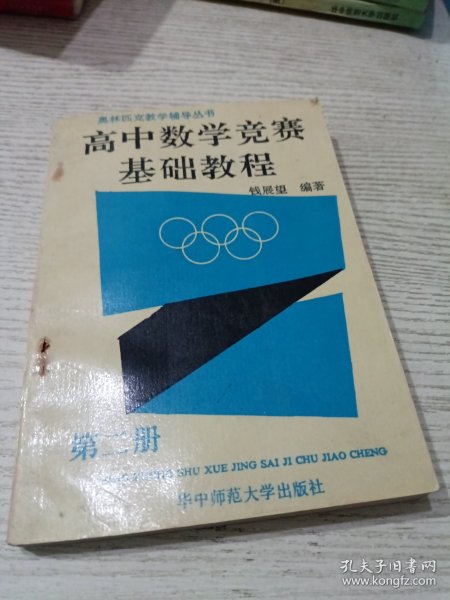 奥林匹克数学辅导丛书
高中数学竞赛
基础教程
钱展望 编著
第二册
SHU XUE JING SAI JI CHU JIAO CHENG
华中师范大学出版社
孔夫子旧书网
www.kongfz.com